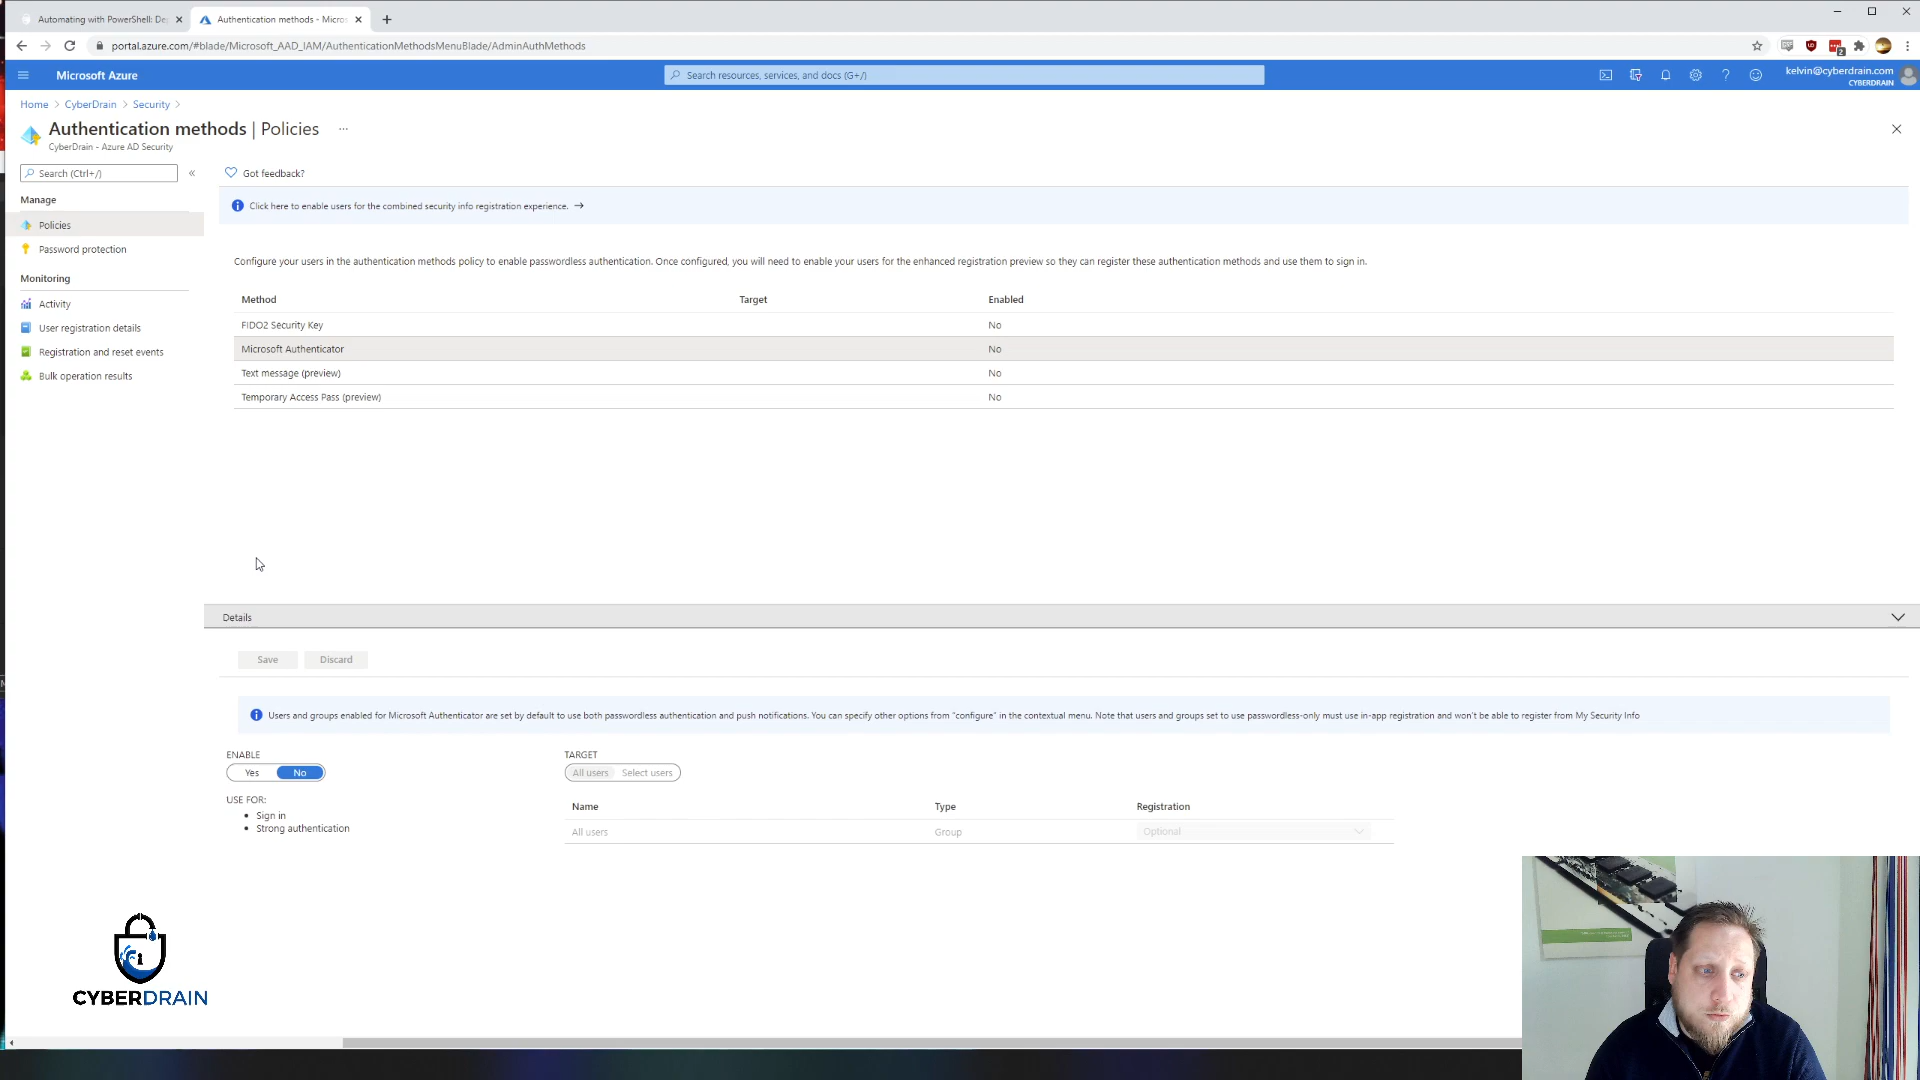 Automating with PowerShell: De
Authentication methods - Micros
portal.azure.com/#blade/Microsoft_AAD_IAM/AuthenticationMethodsMenuBlade/AdminAuthMethods
2
Microsoft Azure
Search resources, services, and docs (G+/)
kelvin@cyberdrain.com
CYBERDRAIN
Home > CyberDrain > Security >
Authentication methods | Policies ...
CyberDrain - Azure AD Security
Search (Ctrl+/)
«
Got feedback?
Manage
Policies
Password protection
Monitoring
Activity
User registration details
Registration and reset events
Bulk operation results
Click here to enable users for the combined security info registration experience. →
Configure your users in the authentication methods policy to enable passwordless authentication. Once configured, you will need to enable your users for the enhanced registration preview so they can register these authentication methods and use them to sign in.
Method Target Enabled
FIDO2 Security Key No
Microsoft Authenticator No
Text message (preview) No
Temporary Access Pass (preview) No
Details
Save Discard
Users and groups enabled for Microsoft Authenticator are set by default to use both passwordless authentication and push notifications. You can specify other options from "configure" in the contextual menu. Note that users and groups set to use passwordless-only must use in-app registration and won't be able to register from My Security Info
ENABLE
Yes No
USE FOR:
• Sign in
• Strong authentication
TARGET
All users Select users
Name Type Registration
All users Group Optional
CYBERDRAIN